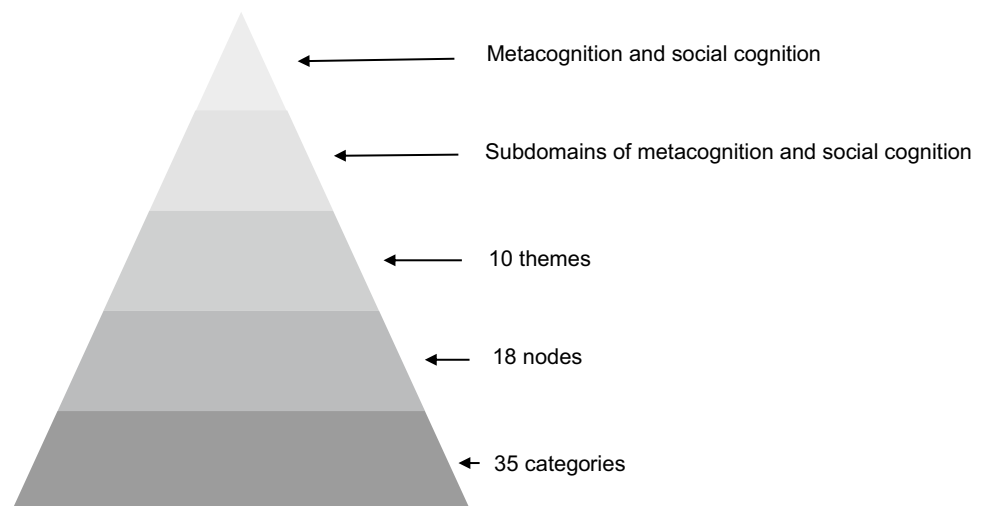 Metacognition and social cognition
Subdomains of metacognition and social cognition
10 themes
18 nodes
35 categories